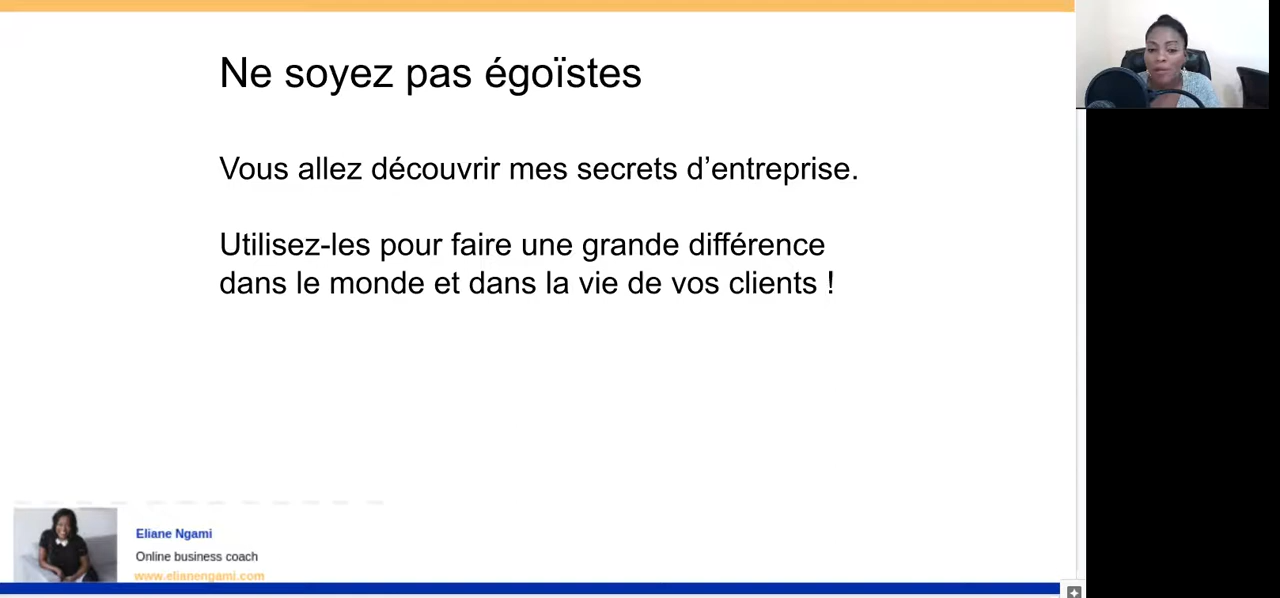 Ne soyez pas égoïstes
Vous allez découvrir mes secrets d’entreprise.
Utilisez-les pour faire une grande différence
dans le monde et dans la vie de vos clients !
Eliane Ngami
Online business coach
www.elianengami.com